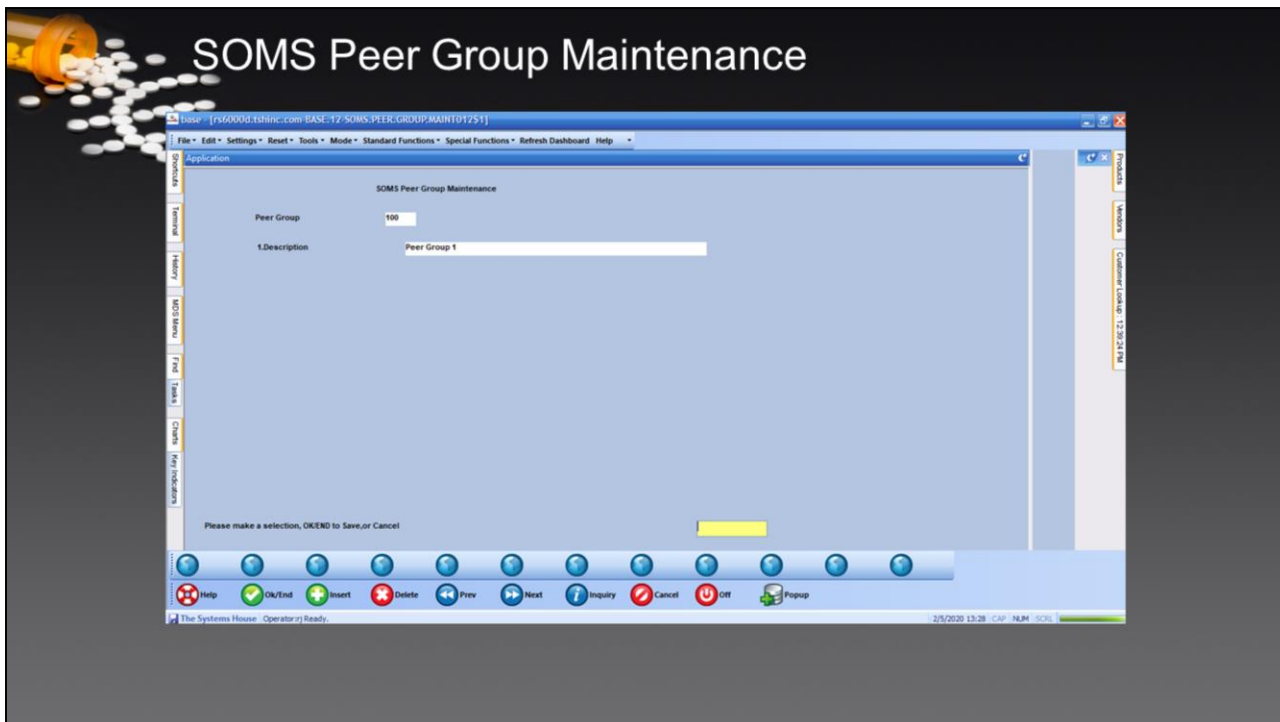 SOMS Peer Group Maintenance
base - [rs6000d.tshinc.com-BASE.12-SOMS.PEER.GROUP.MAINT01251]
File Edit Settings Reset Tools Mode Standard Functions Special Functions Refresh Dashboard Help
Application
SOMS Peer Group Maintenance
Peer Group 100
1.Description Peer Group 1
Shortcuts
Terminal
History
MDS Menu
Find
Tasks
Charts
Key Indicators
Products
Vendors
Customer Lookup : 12:39:24 PM
Please make a selection, OK/END to Save,or Cancel
Help Ok/End Insert Delete Prev Next Inquiry Cancel Off Popup
The Systems House Operator:rj Ready. 2/5/2020 13:28 CAP NUM SCRL